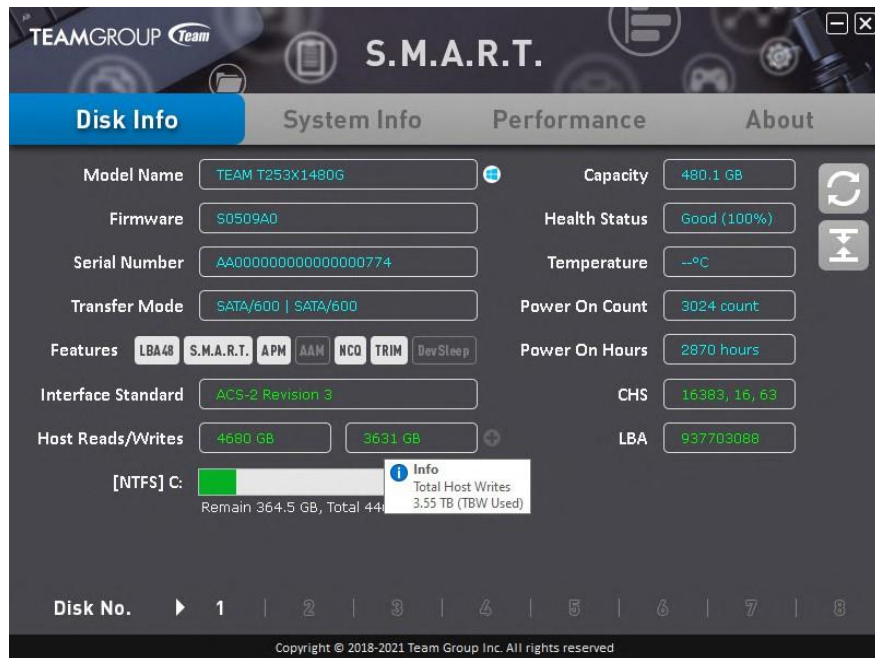 TEAMGROUP Team
S.M.A.R.T.
Disk Info System Info Performance About
Model Name TEAM T253X1480G Capacity 480.1 GB
Firmware S0509A0 Health Status Good (100%)
Serial Number AA000000000000000774 Temperature --°C
Transfer Mode SATA/600 | SATA/600 Power On Count 3024 count
Features LBA48 S.M.A.R.T. APM AAM NCQ TRIM DevSleep Power On Hours 2870 hours
Interface Standard ACS-2 Revision 3 CHS 16383, 16, 63
Host Reads/Writes 4680 GB 3631 GB LBA 937703088
[NTFS] C:
Info
Total Host Writes
3.55 TB (TBW Used)
Remain 364.5 GB, Total
Disk No. 1 | 2 | 3 | 4 | 5 | 6 | 7 | 8
Copyright © 2018-2021 Team Group Inc. All rights reserved